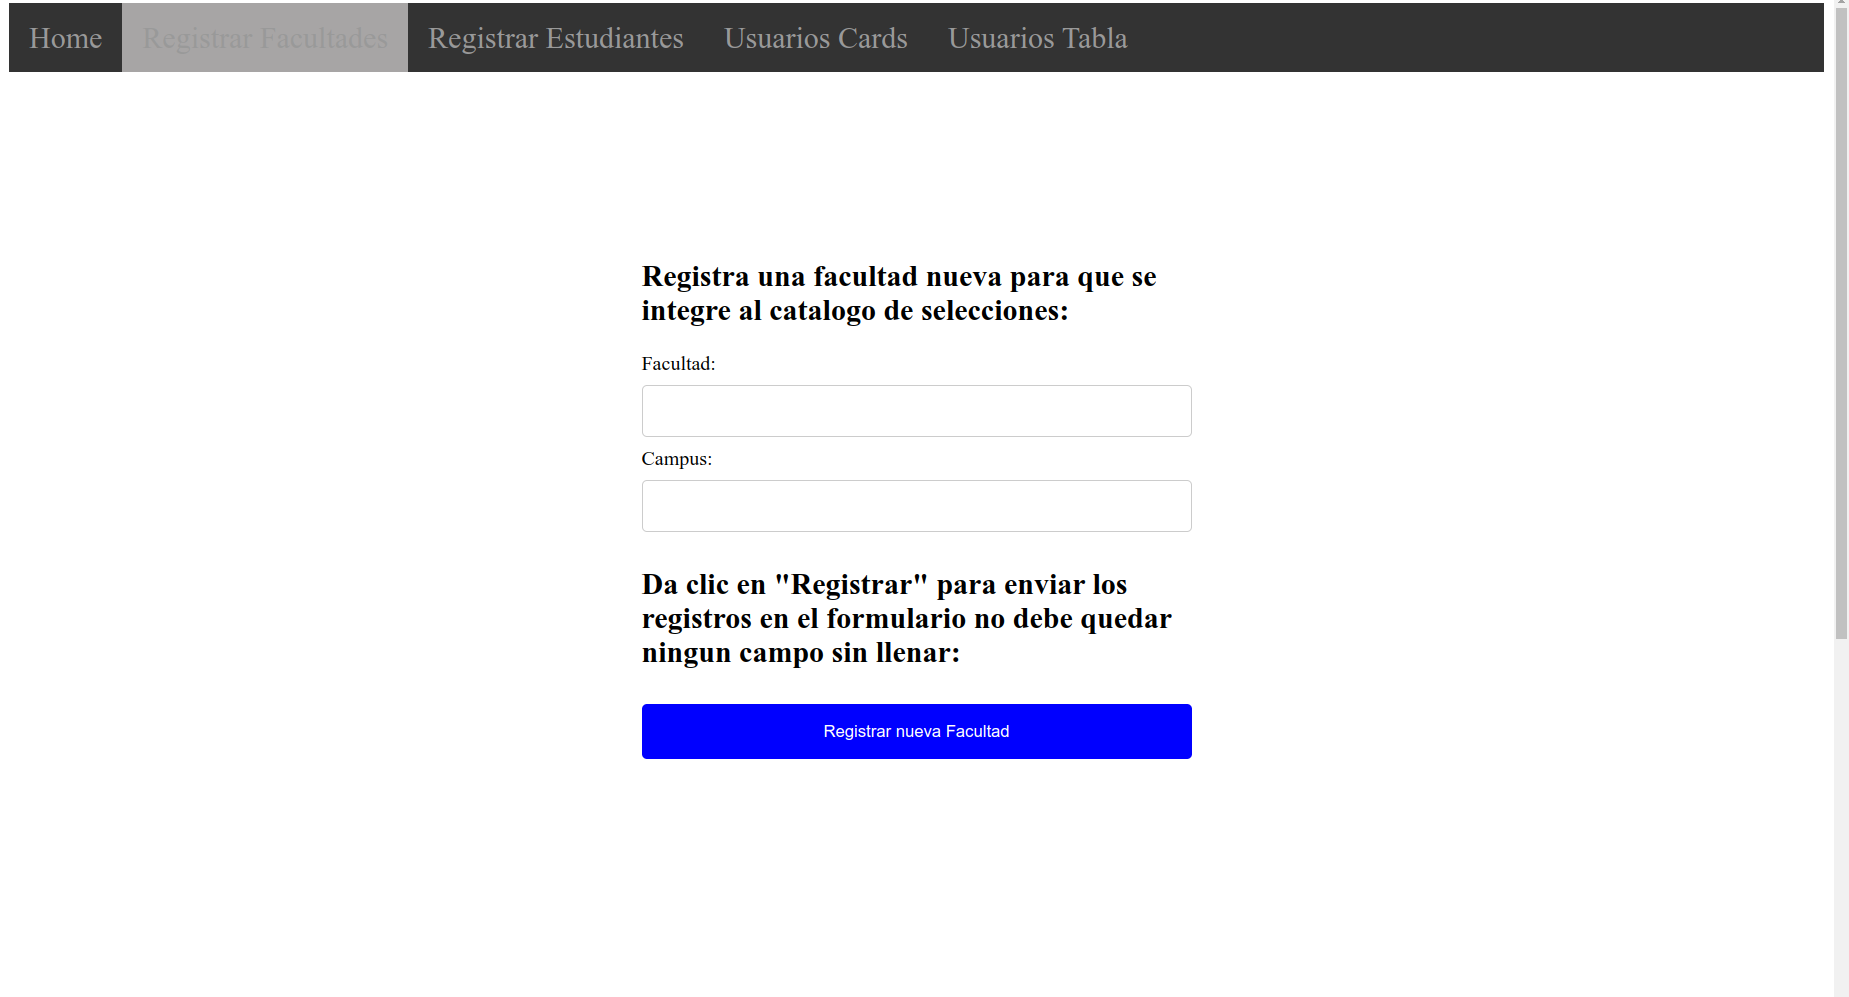 Home Registrar Facultades Registrar Estudiantes Usuarios Cards Usuarios Tabla
Registra una facultad nueva para que se
integre al catalogo de selecciones:
Facultad:
Campus:
Da clic en "Registrar" para enviar los
registros en el formulario no debe quedar
ningun campo sin llenar:
Registrar nueva Facultad